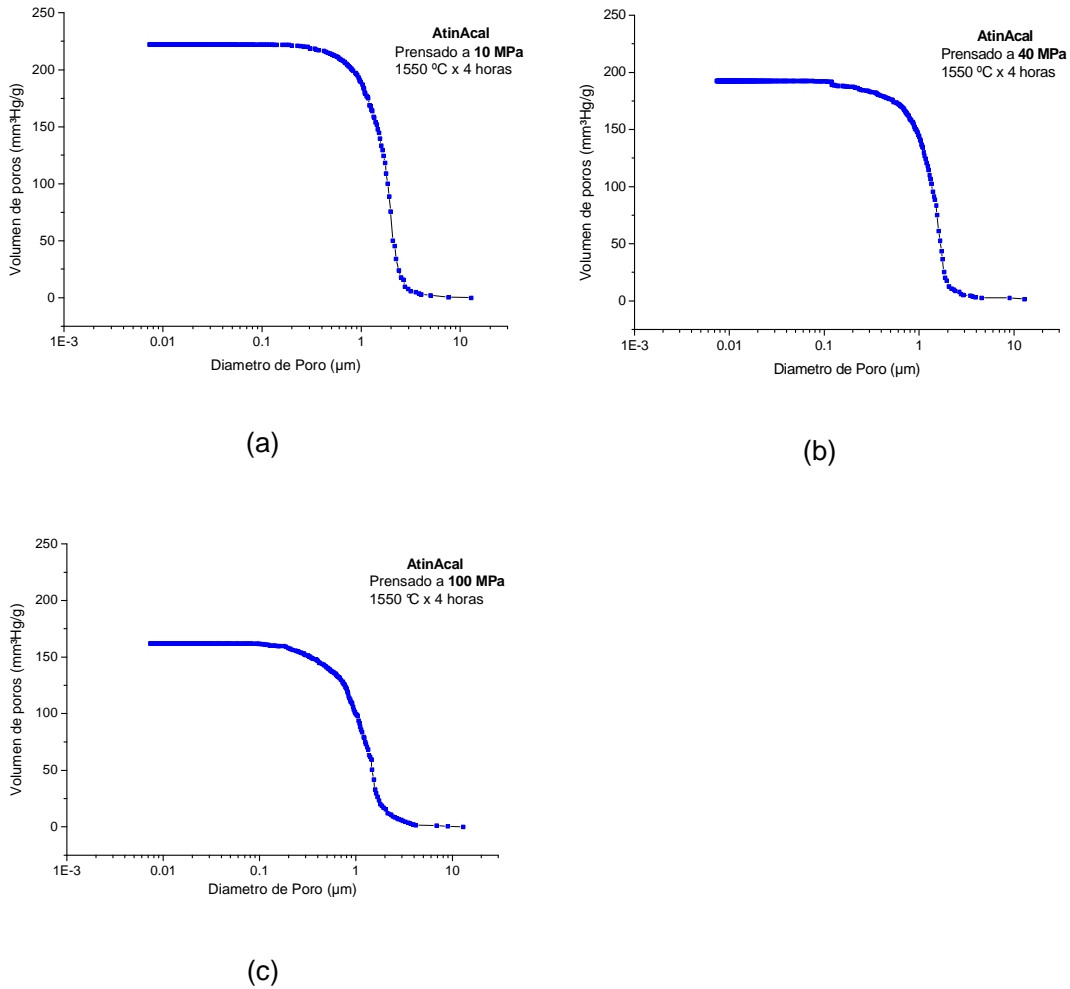 AtinAcal
Prensado a 10 MPa
1550 ºC x 4 horas
Volumen de poros (mm³Hg/g)
250
200
150
100
50
0
1E-3 0.01 0.1 1 10
Diametro de Poro (µm)
(a)
AtinAcal
Prensado a 40 MPa
1550 ºC x 4 horas
Volumen de poros (mm³Hg/g)
250
200
150
100
50
0
1E-3 0.01 0.1 1 10
Diametro de Poro (µm)
(b)
AtinAcal
Prensado a 100 MPa
1550 ºC x 4 horas
Volumen de poros (mm³Hg/g)
250
200
150
100
50
0
1E-3 0.01 0.1 1 10
Diametro de Poro (µm)
(c)